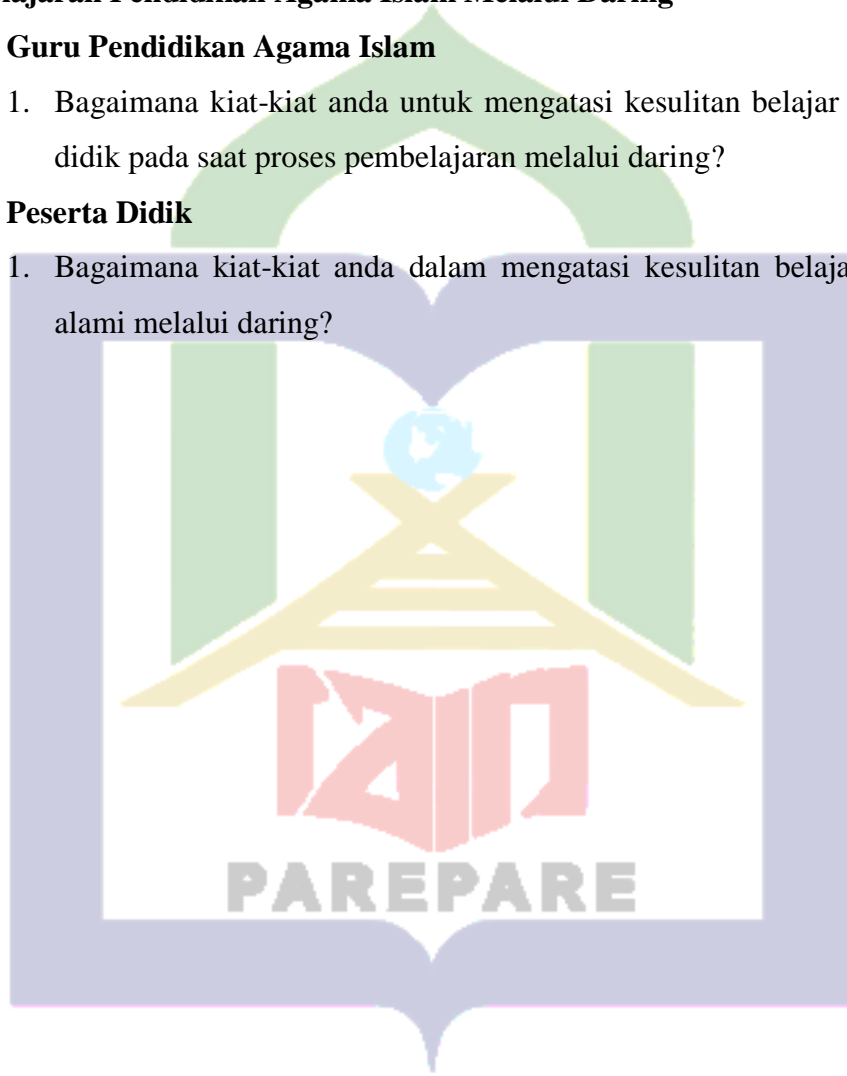 Pendidikan Agama Islam Melalui Daring
Guru Pendidikan Agama Islam
1. Bagaimana kiat-kiat anda untuk mengatasi kesulitan belajar
didik pada saat proses pembelajaran melalui daring?
Peserta Didik
1. Bagaimana kiat-kiat anda dalam mengatasi kesulitan
alami melalui daring?
iain
PAREPARE